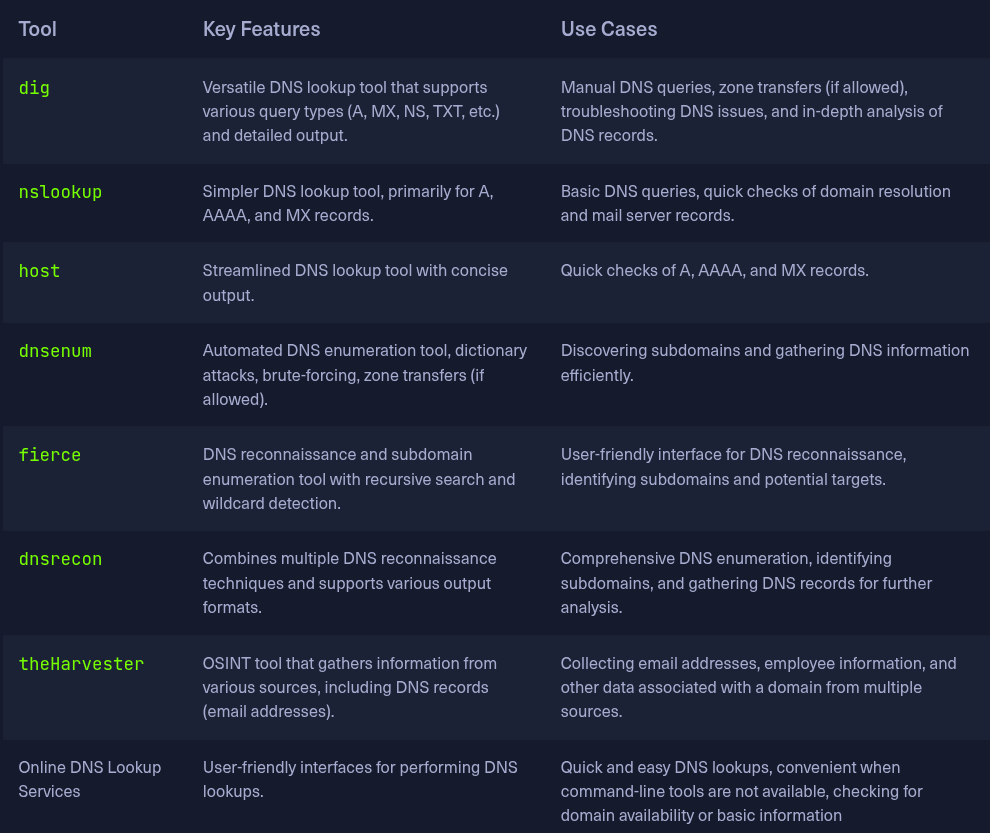 Tool Key Features Use Cases
dig
Versatile DNS lookup tool that supports
various query types (A, MX, NS, TXT, etc.)
and detailed output.
Manual DNS queries, zone transfers (if allowed),
troubleshooting DNS issues, and in-depth analysis of
DNS records.
nslookup
Simpler DNS lookup tool, primarily for A,
AAAA, and MX records.
Basic DNS queries, quick checks of domain resolution
and mail server records.
host
Streamlined DNS lookup tool with concise
output.
Quick checks of A, AAAA, and MX records.
dnsenum
Automated DNS enumeration tool, dictionary
attacks, brute-forcing, zone transfers (if
allowed).
Discovering subdomains and gathering DNS information
efficiently.
fierce
DNS reconnaissance and subdomain
enumeration tool with recursive search and
wildcard detection.
User-friendly interface for DNS reconnaissance,
identifying subdomains and potential targets.
dnsrecon
Combines multiple DNS reconnaissance
techniques and supports various output
formats.
Comprehensive DNS enumeration, identifying
subdomains, and gathering DNS records for further
analysis.
theHarvester
OSINT tool that gathers information from
various sources, including DNS records
(email addresses).
Collecting email addresses, employee information, and
other data associated with a domain from multiple
sources.
Online DNS Lookup
Services
User-friendly interfaces for performing DNS
lookups.
Quick and easy DNS lookups, convenient when
command-line tools are not available, checking for
domain availability or basic information